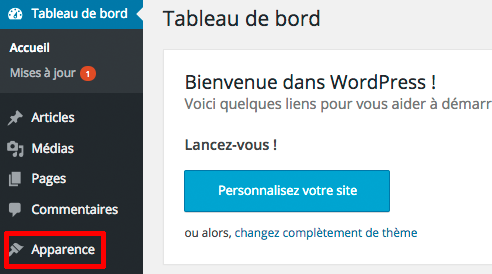 Tableau de bord
Accueil
Mises à jour 1
Articles
Médias
Pages
Commentaires
Apparence
Tableau de bord
Bienvenue dans WordPress !
Voici quelques liens pour vous aider à démarr
Lancez-vous !
Personnalisez votre site
ou alors, changez complètement de thème